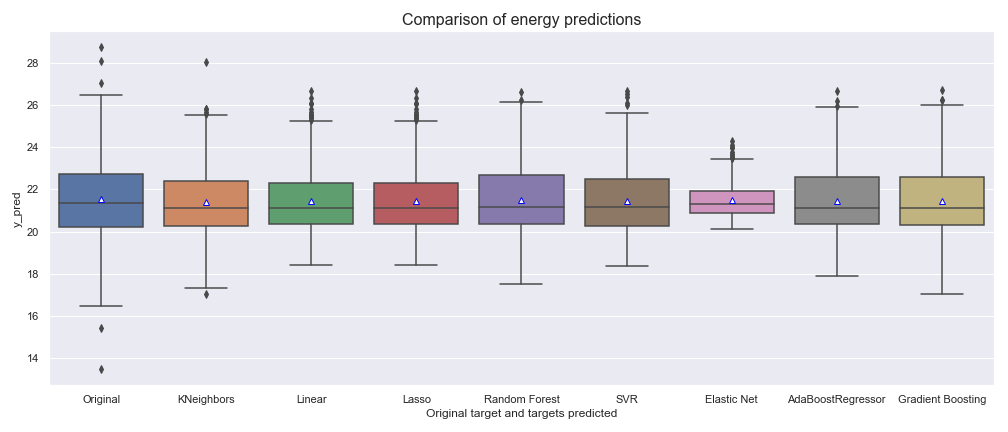 Comparison of energy predictions
y_pred
28
26
24
22
20
18
16
14
Original KNeighbors Linear Lasso Random Forest SVR Elastic Net AdaBoostRegressor Gradient Boosting
Original target and targets predicted